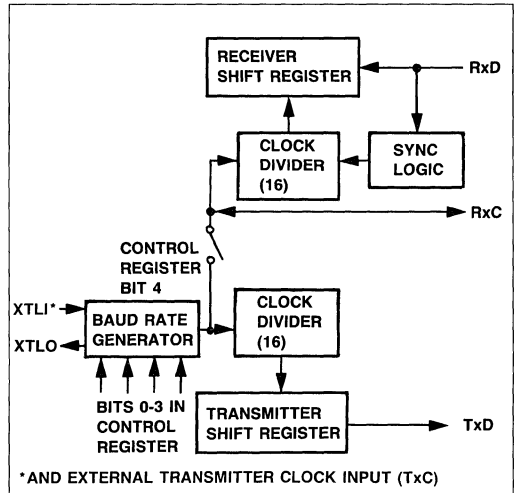 RECEIVER
SHIFT REGISTER
RxD
CLOCK
DIVIDER
(16)
SYNC
LOGIC
RxC
CONTROL
REGISTER
BIT 4
XTLI*
XTLO
BAUD RATE
GENERATOR
CLOCK
DIVIDER
(16)
BITS 0-3 IN
CONTROL
REGISTER
TRANSMITTER
SHIFT REGISTER
TxD
*AND EXTERNAL TRANSMITTER CLOCK INPUT (TxC)